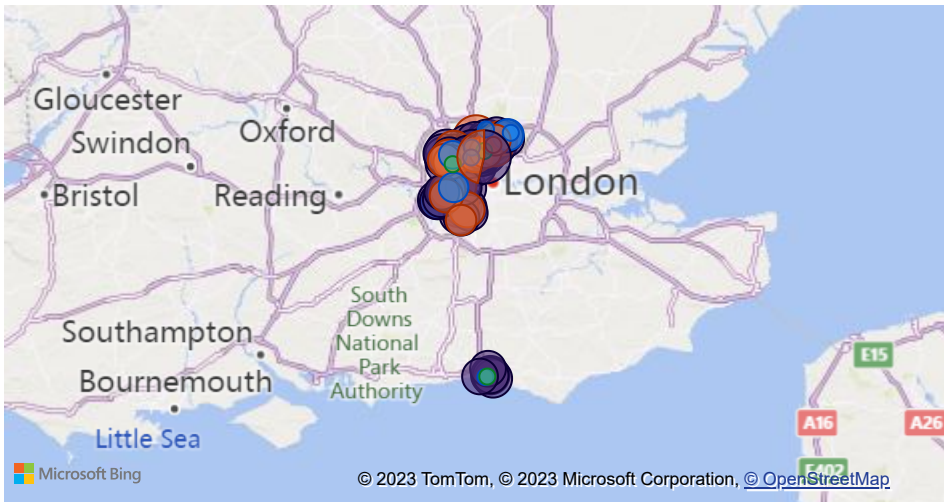 Gloucester
Swindon
Oxford
Bristol
Reading
London
South
Downs
National
Park
Authority
Southampton
Bournemouth
Little Sea
E15
A16
A26
E402
Microsoft Bing
© 2023 TomTom, © 2023 Microsoft Corporation, © OpenStreetMap